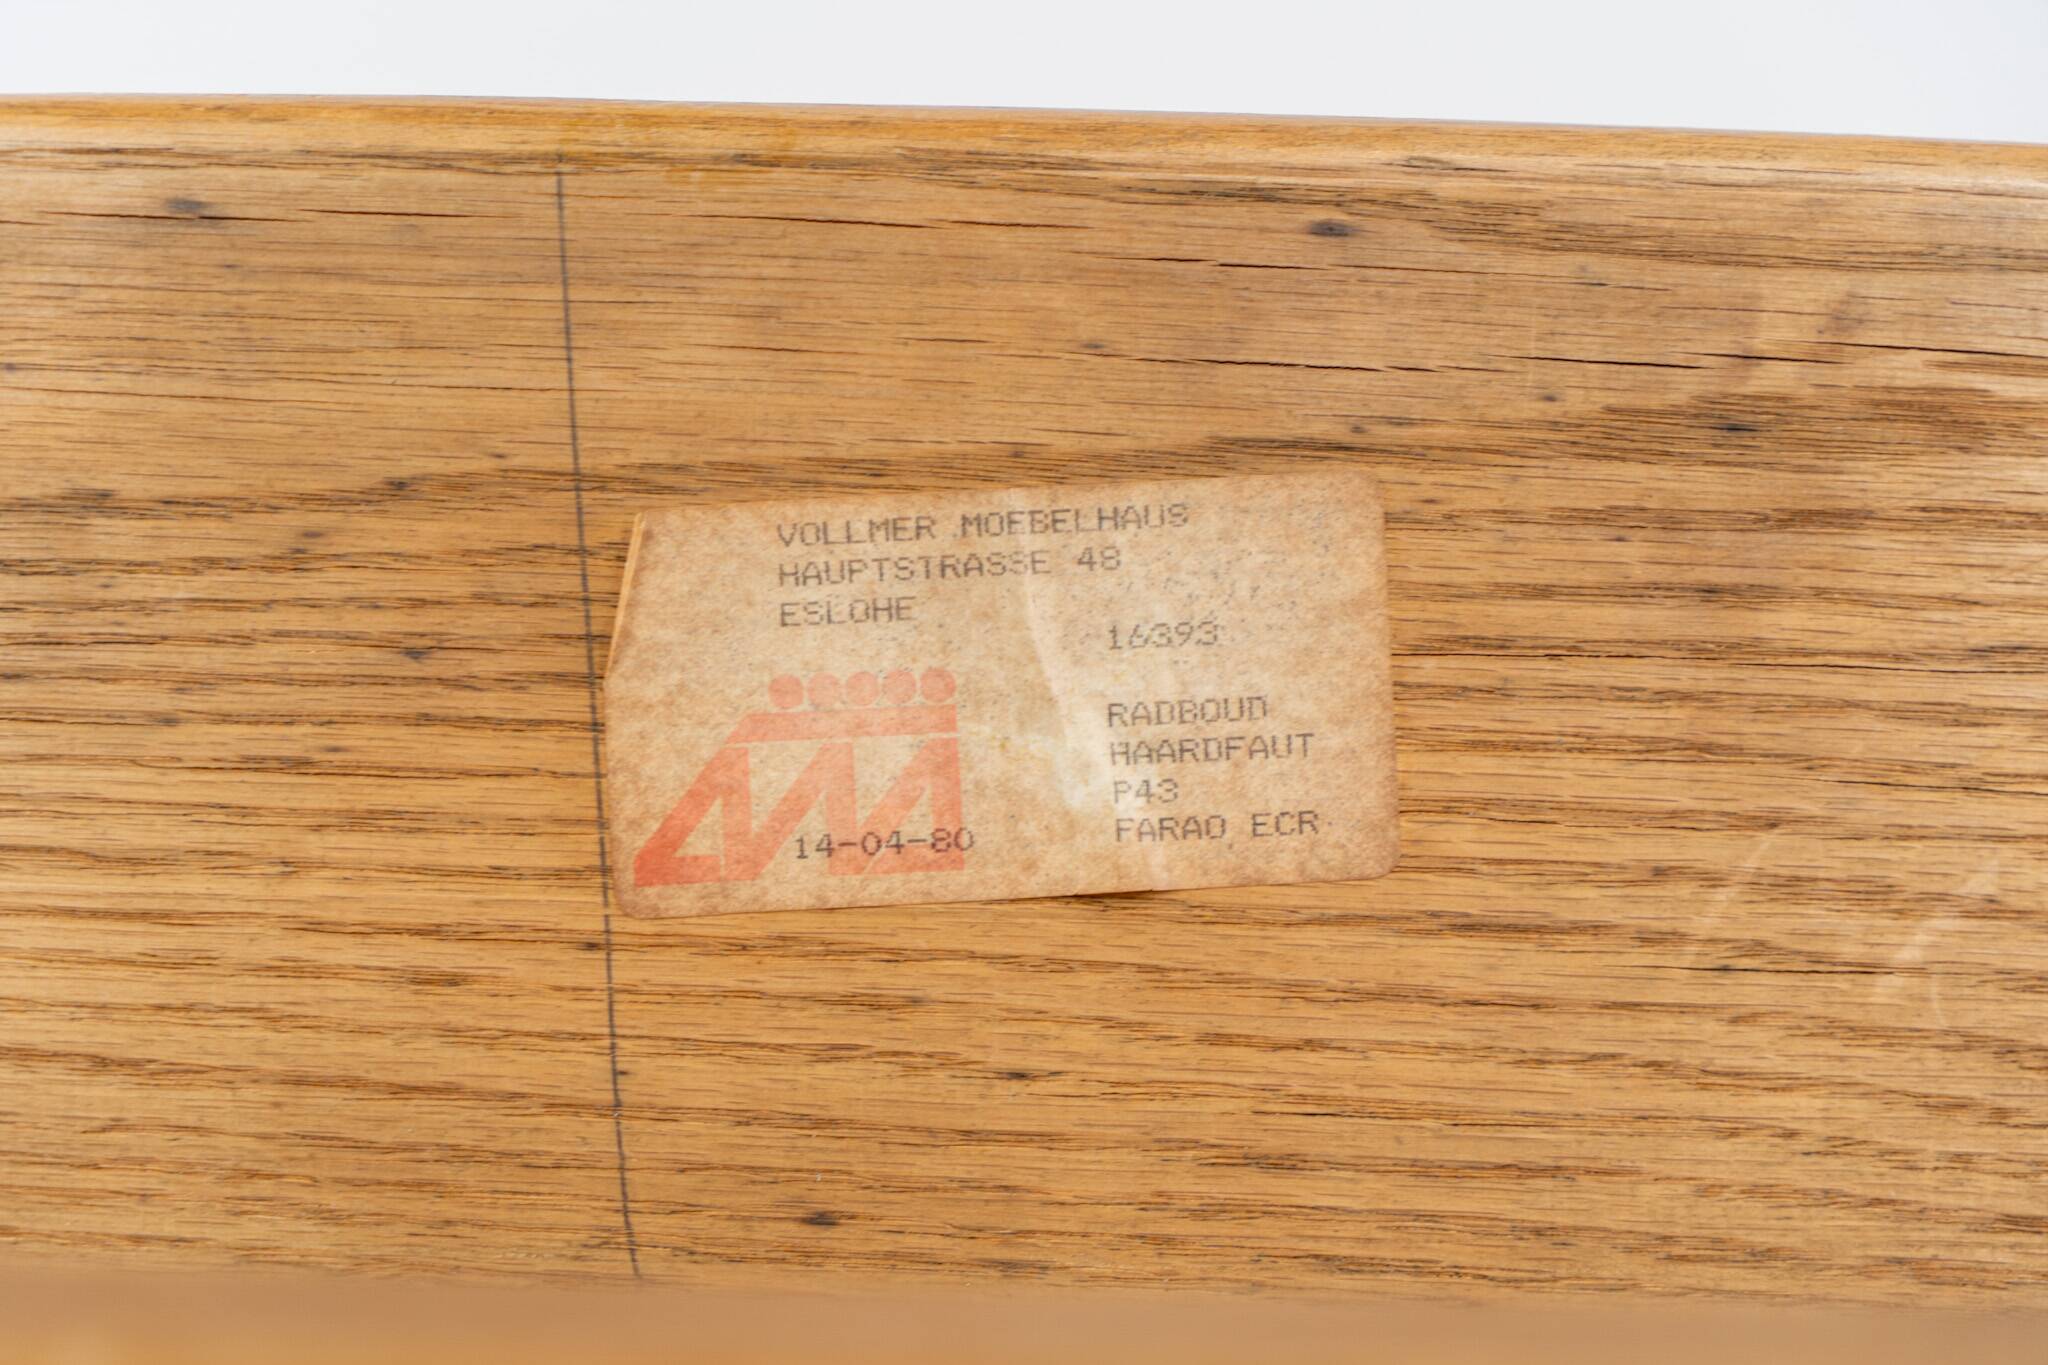 VOLLMER MOEBELHAUS
HAUPTSTRASSE 48
ESLOHE
16393
RADBOUD
HAARDFAUT
P43
FARAO ECR
14-04-80